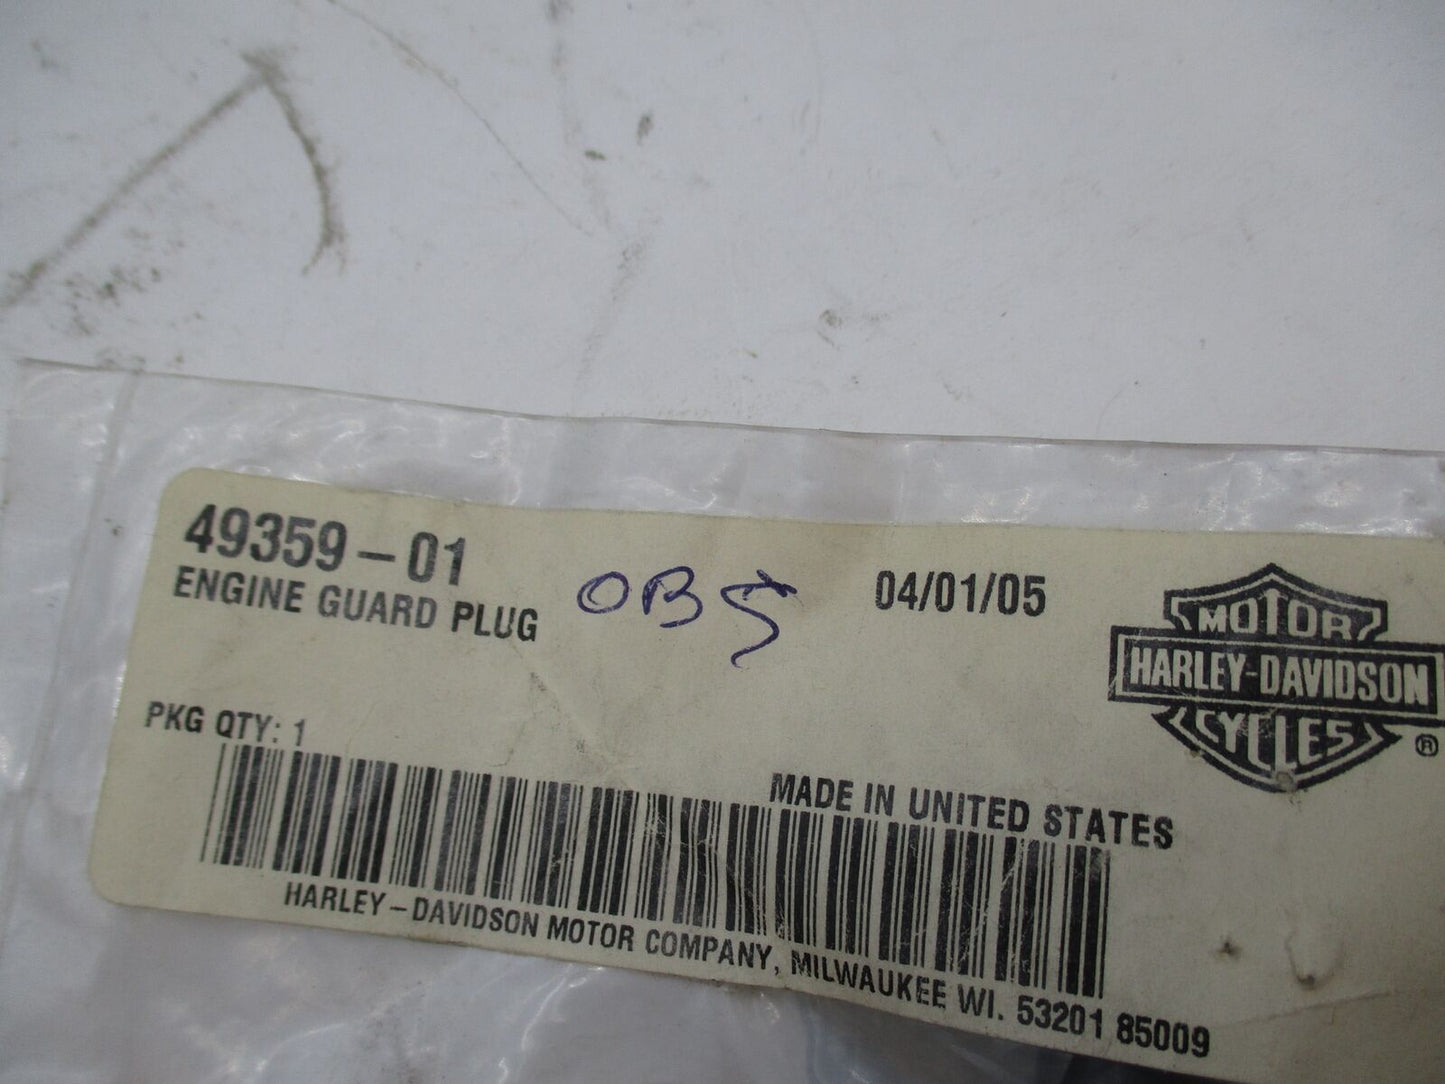 49359-01
ENGINE GUARD PLUG
OBS
04/01/05
MOTOR
HARLEY-DAVIDSON
CYCLES
®
PKG QTY: 1
MADE IN UNITED STATES
HARLEY-DAVIDSON MOTOR COMPANY, MILWAUKEE WI. 53201 85009